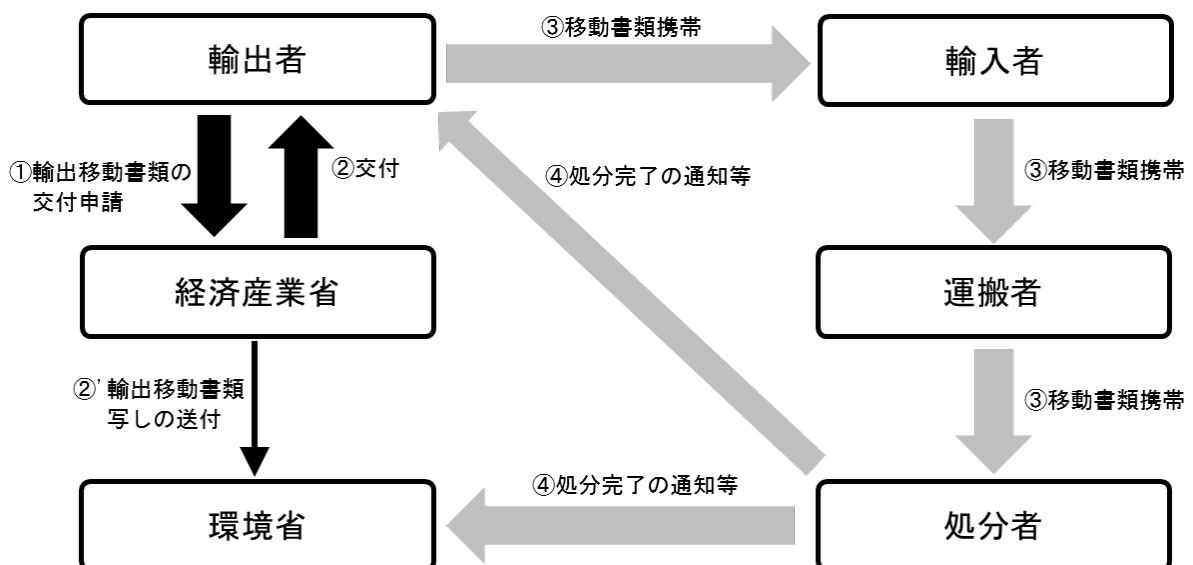 ③移動書類携帯
輸出者
輸入者
①輸出移動書類の
交付申請
②交付
④処分完了の通知等
③移動書類携帯
経済産業省
運搬者
②'輸出移動書類
写しの送付
③移動書類携帯
④処分完了の通知等
環境省
処分者